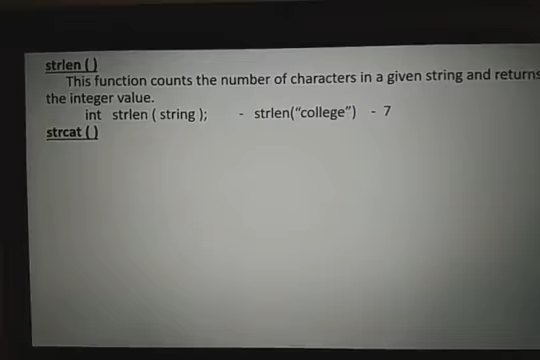 strlen ()
This function counts the number of characters in a given string and returns
the integer value.
int strlen ( string ); - strlen(“college”) - 7
strcat ()